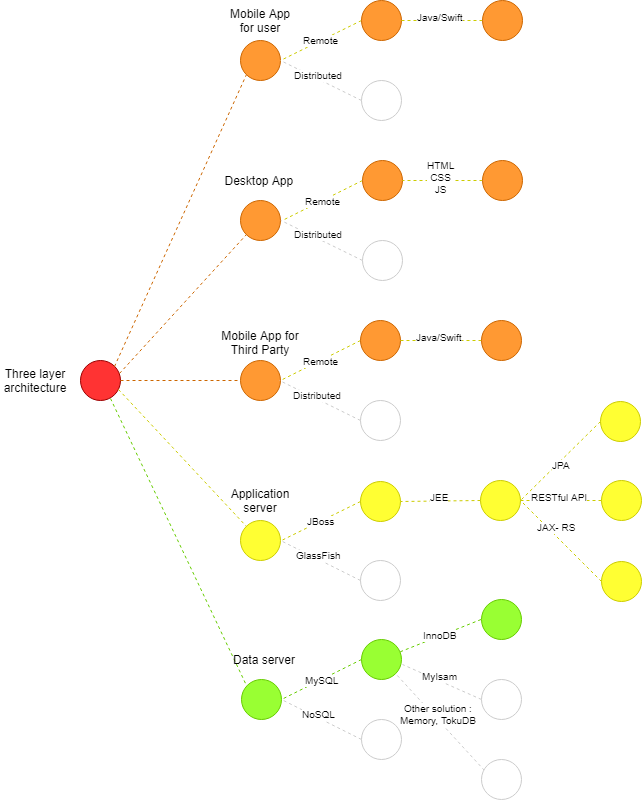 Mobile App
for user
Remote
Java/Swift
Distributed
Desktop App
Remote
HTML
CSS
JS
Distributed
Mobile App for
Third Party
Remote
Java/Swift
Distributed
Three layer
architecture
Application
server
JBoss
JEE
JPA
RESTful API
JAX- RS
GlassFish
Data server
MySQL
InnoDB
MyIsam
NoSQL
Other solution :
Memory, TokuDB